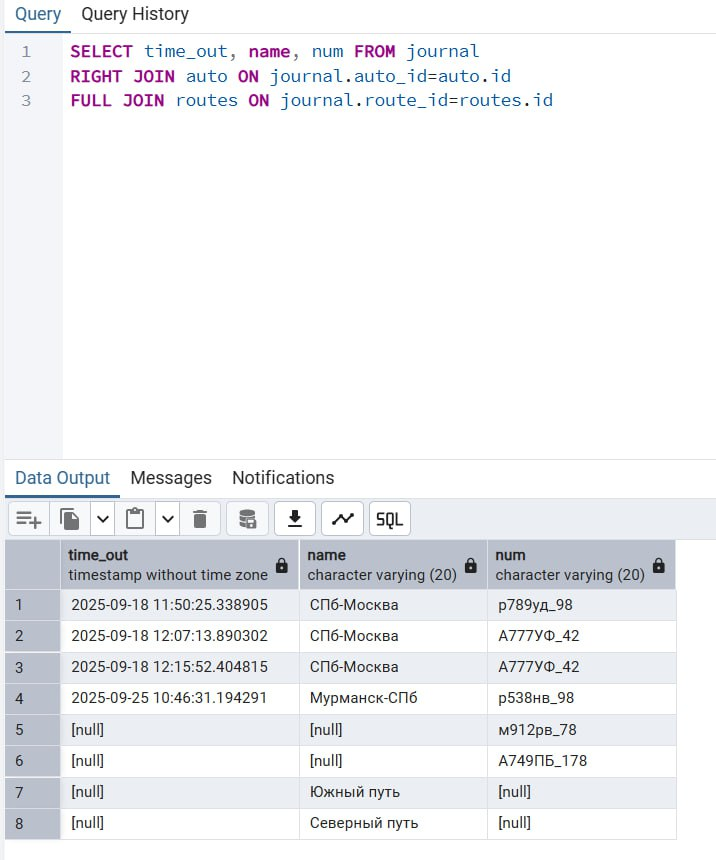 Query Query History
1 SELECT time_out, name, num FROM journal
2 RIGHT JOIN auto ON journal.auto_id=auto.id
3 FULL JOIN routes ON journal.route_id=routes.id
Data Output Messages Notifications
SQL
time_out name num
timestamp without time zone character varying (20) character varying (20)
1 2025-09-18 11:50:25.338905 СПб-Москва р789уд_98
2 2025-09-18 12:07:13.890302 СПб-Москва А777УФ_42
3 2025-09-18 12:15:52.404815 СПб-Москва А777УФ_42
4 2025-09-25 10:46:31.194291 Мурманск-СПб р538нв_98
5 [null] [null] м912рв_78
6 [null] [null] А749ПБ_178
7 [null] Южный путь [null]
8 [null] Северный путь [null]